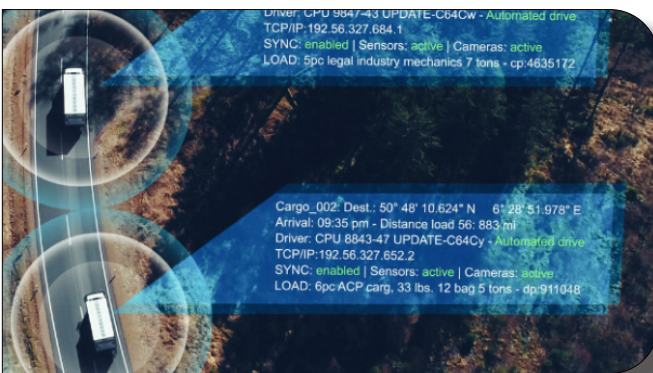 Driver: CPU 9847-43 UPDATE-C64Cw - Automated drive
TCP/IP:192.56.327.684.1
SYNC: enabled | Sensors: active | Cameras: active
LOAD: 5pc legal industry mechanics 7 tons - cp:4635172
Cargo_002. Dest.: 50° 48' 10.624" N 6° 28' 51.978" E
Arrival: 09:35 pm - Distance load 56: 883 mi
Driver: CPU 8843-47 UPDATE-C64Cy - Automated drive
TCP/IP:192.56.327.652.2
SYNC: enabled | Sensors: active | Cameras: active
LOAD: 6pc ACP carg. 33 lbs. 12 bag 5 tons - dp:911048